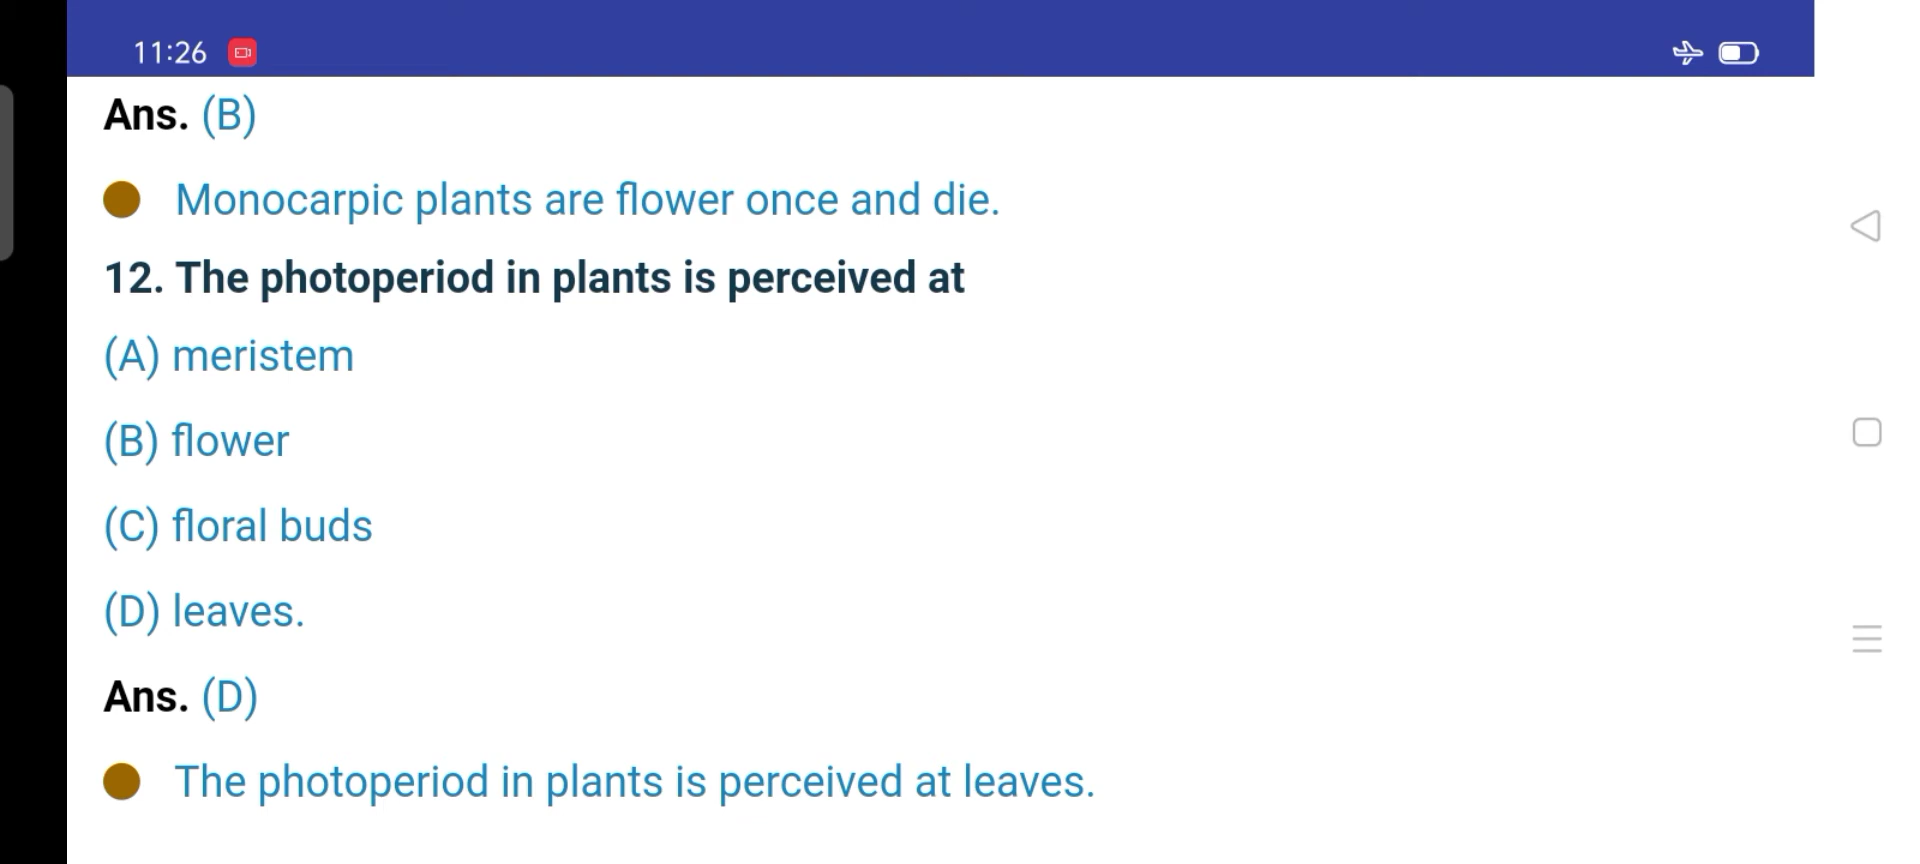 11:26
Ans. (B)
Monocarpic plants are flower once and die.
12. The photoperiod in plants is perceived at
(A) meristem
(B) flower
(C) floral buds
(D) leaves.
Ans. (D)
The photoperiod in plants is perceived at leaves.